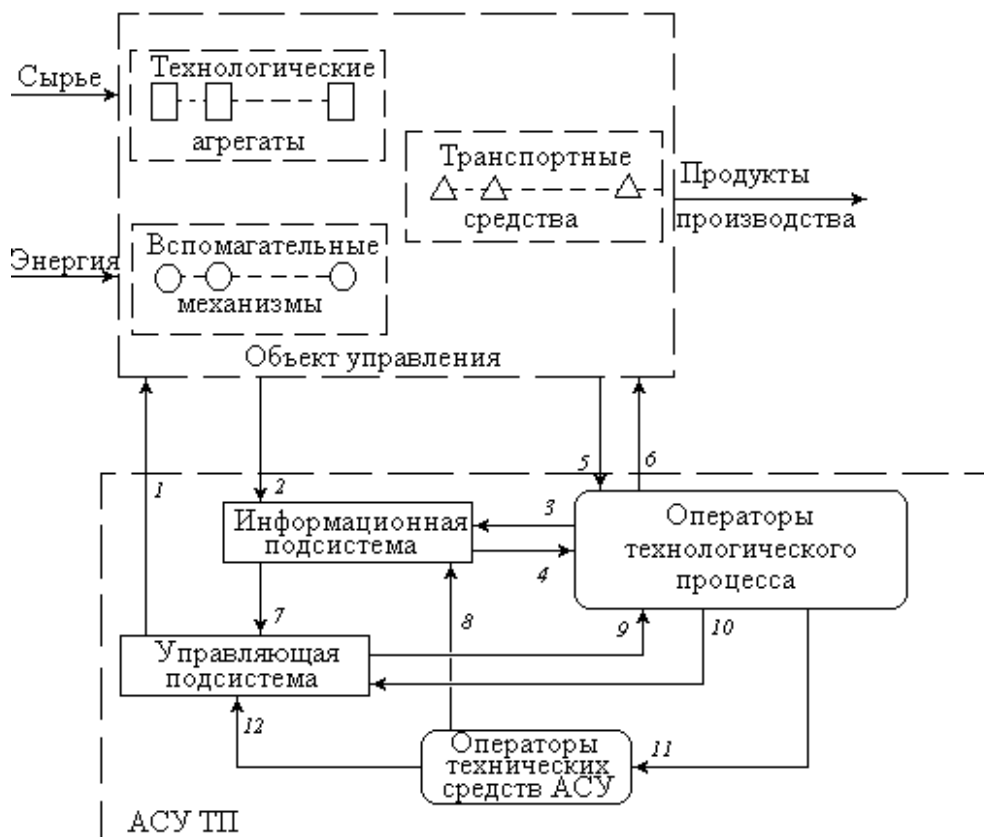 Технологические
Сырье
агрегаты
Транспортные
Продукты
средства
производства
Вспомагательные
Энергия
механизмы
Объект управления
1
2
5
6
Информационная
подсистема
3
4
Операторы
технологического
процесса
7
8
9
10
Управляющая
подсистема
12
Операторы
технических
средств АСУ
11
АСУ ТП